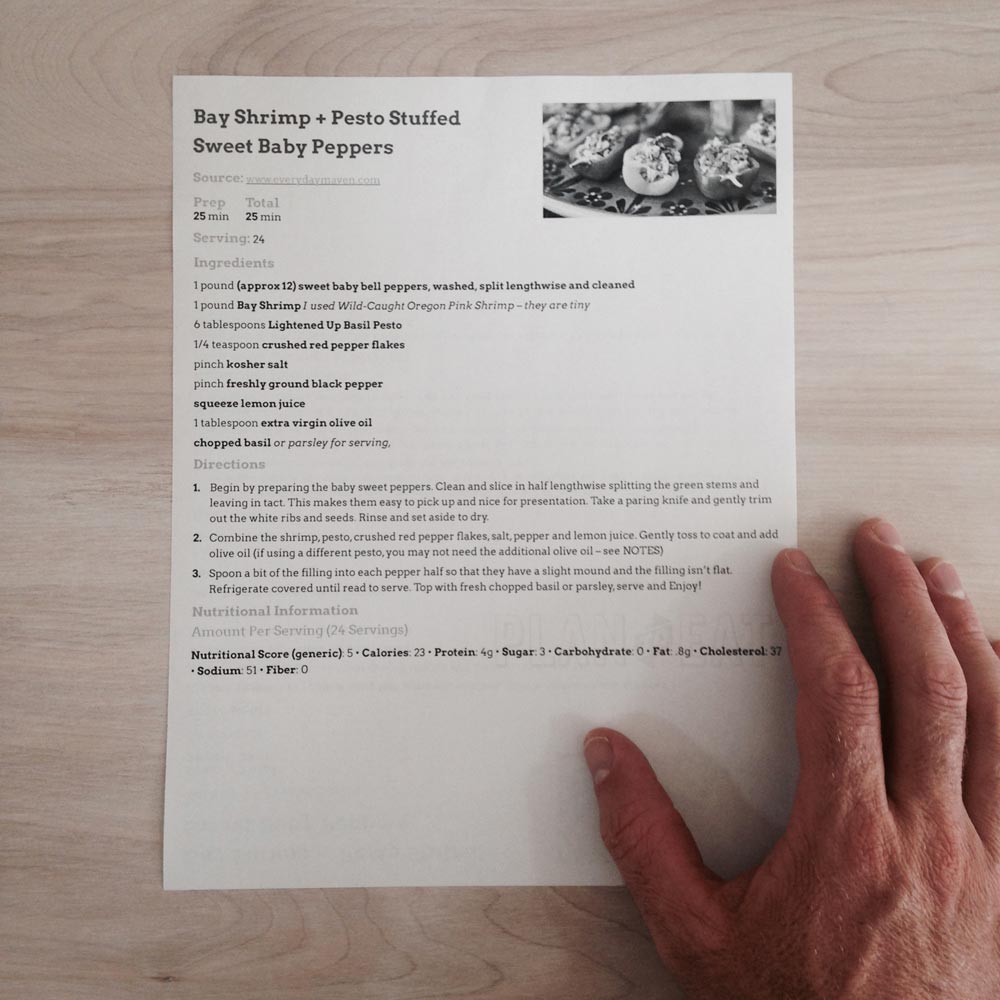 Bay Shrimp + Pesto Stuffed
Sweet Baby Peppers
Source: www.everydaymaven.com
Prep Total
25 min 25 min
Serving: 24
Ingredients
1 pound (approx 12) sweet baby bell peppers, washed, split lengthwise and cleaned
1 pound Bay Shrimp I used Wild-Caught Oregon Pink Shrimp – they are tiny
6 tablespoons Lightened Up Basil Pesto
1/4 teaspoon crushed red pepper flakes
pinch kosher salt
pinch freshly ground black pepper
squeeze lemon juice
1 tablespoon extra virgin olive oil
chopped basil or parsley for serving,
Directions
1. Begin by preparing the baby sweet peppers. Clean and slice in half lengthwise splitting the green stems and
leaving in tact. This makes them easy to pick up and nice for presentation. Take a paring knife and gently trim
out the white ribs and seeds. Rinse and set aside to dry.
2. Combine the shrimp, pesto, crushed red pepper flakes, salt, pepper and lemon juice. Gently toss to coat and add
olive oil (if using a different pesto, you may not need the additional olive oil – see NOTES)
3. Spoon a bit of the filling into each pepper half so that they have a slight mound and the filling isn't flat.
Refrigerate covered until read to serve. Top with fresh chopped basil or parsley, serve and Enjoy!
Nutritional Information
Amount Per Serving (24 Servings)
Nutritional Score (generic): 5 • Calories: 23 • Protein: 4g • Sugar: 3 • Carbohydrate: 0 • Fat: .8g • Cholesterol: 37
• Sodium: 51 • Fiber: 0